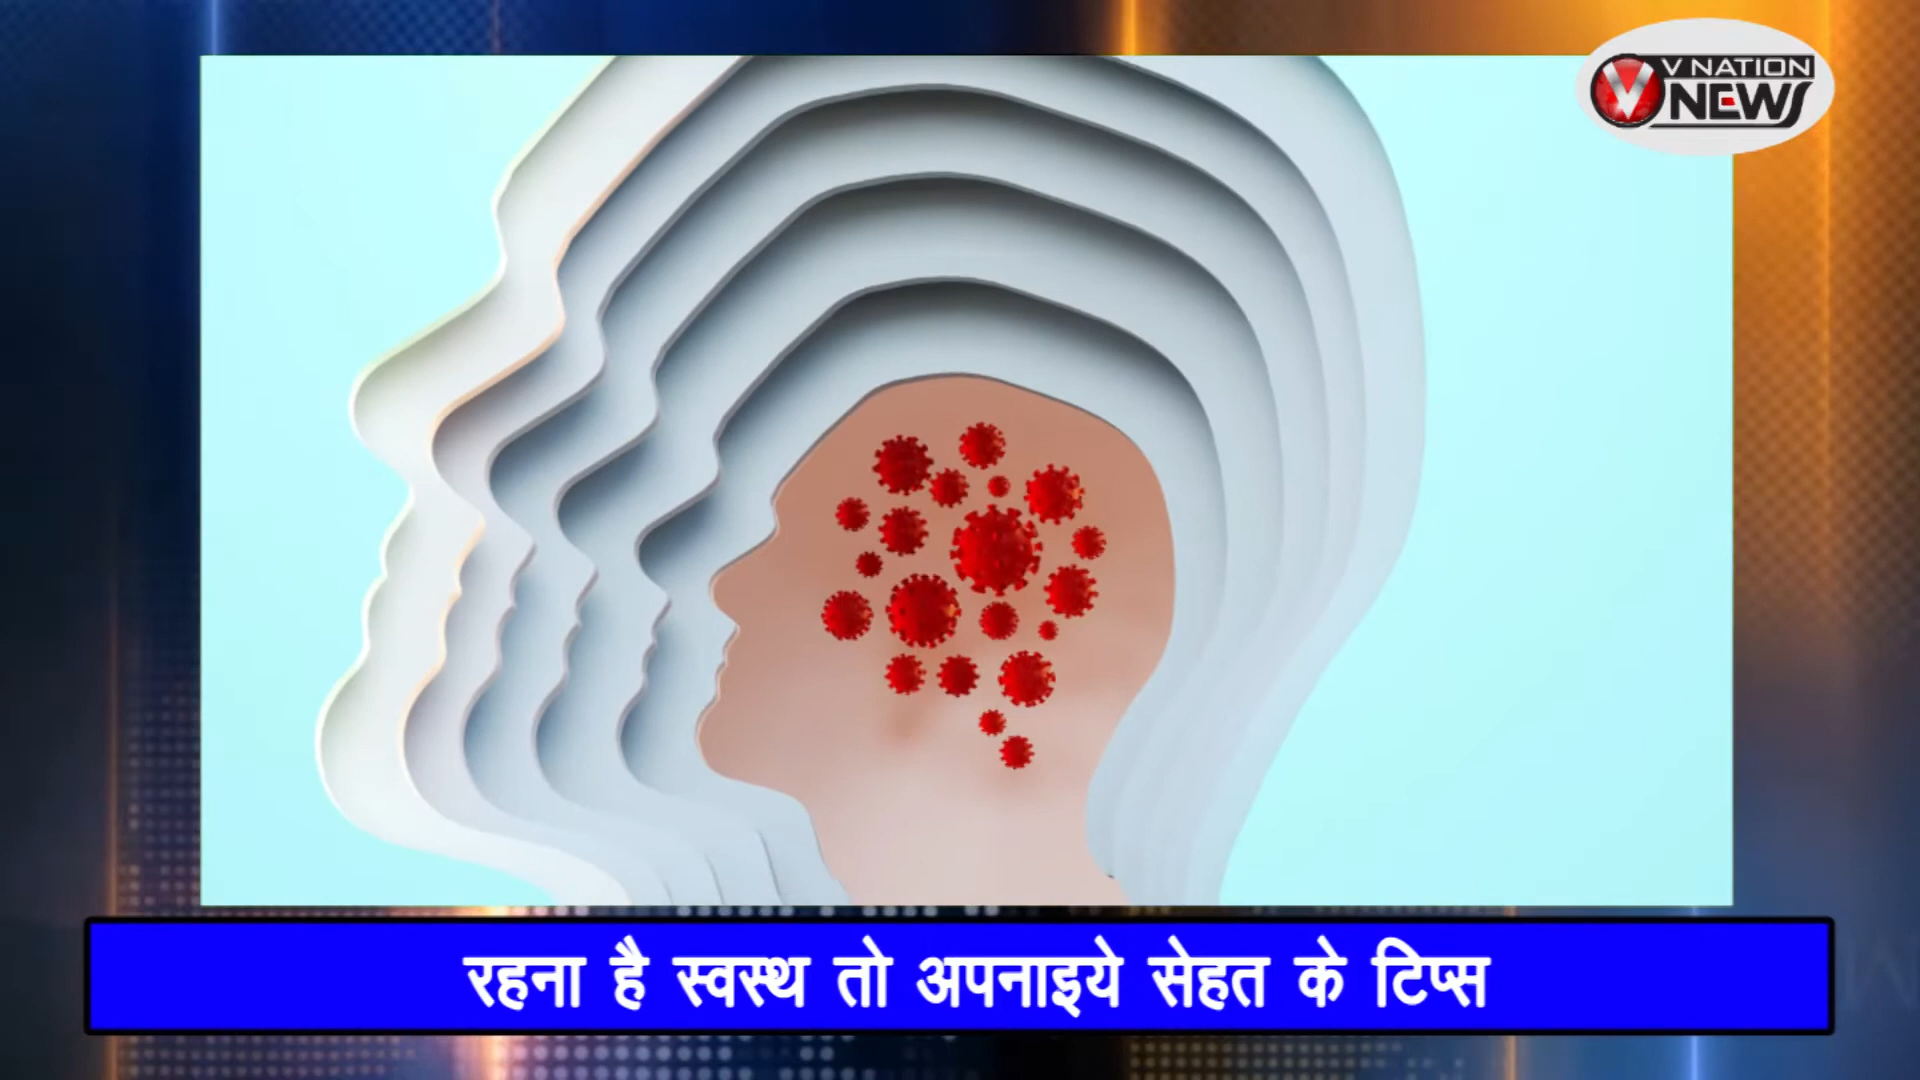 V NATION
NEWS
रहना है स्वस्थ तो अपनाइये सेहत के टिप्स